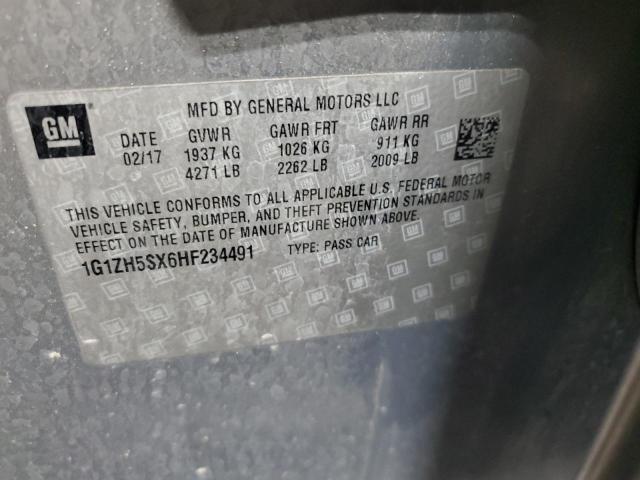 GM
MFD BY GENERAL MOTORS LLC
DATE GVWR GAWR FRT GAWR RR
02/17 1937 KG 1026 KG 911 KG
4271 LB 2262 LB 2009 LB
THIS VEHICLE CONFORMS TO ALL APPLICABLE U.S. FEDERAL MOTOR
VEHICLE SAFETY, BUMPER, AND THEFT PREVENTION STANDARDS IN
EFFECT ON THE DATE OF MANUFACTURE SHOWN ABOVE.
1G1ZH5SX6HF234491 TYPE: PASS CAR